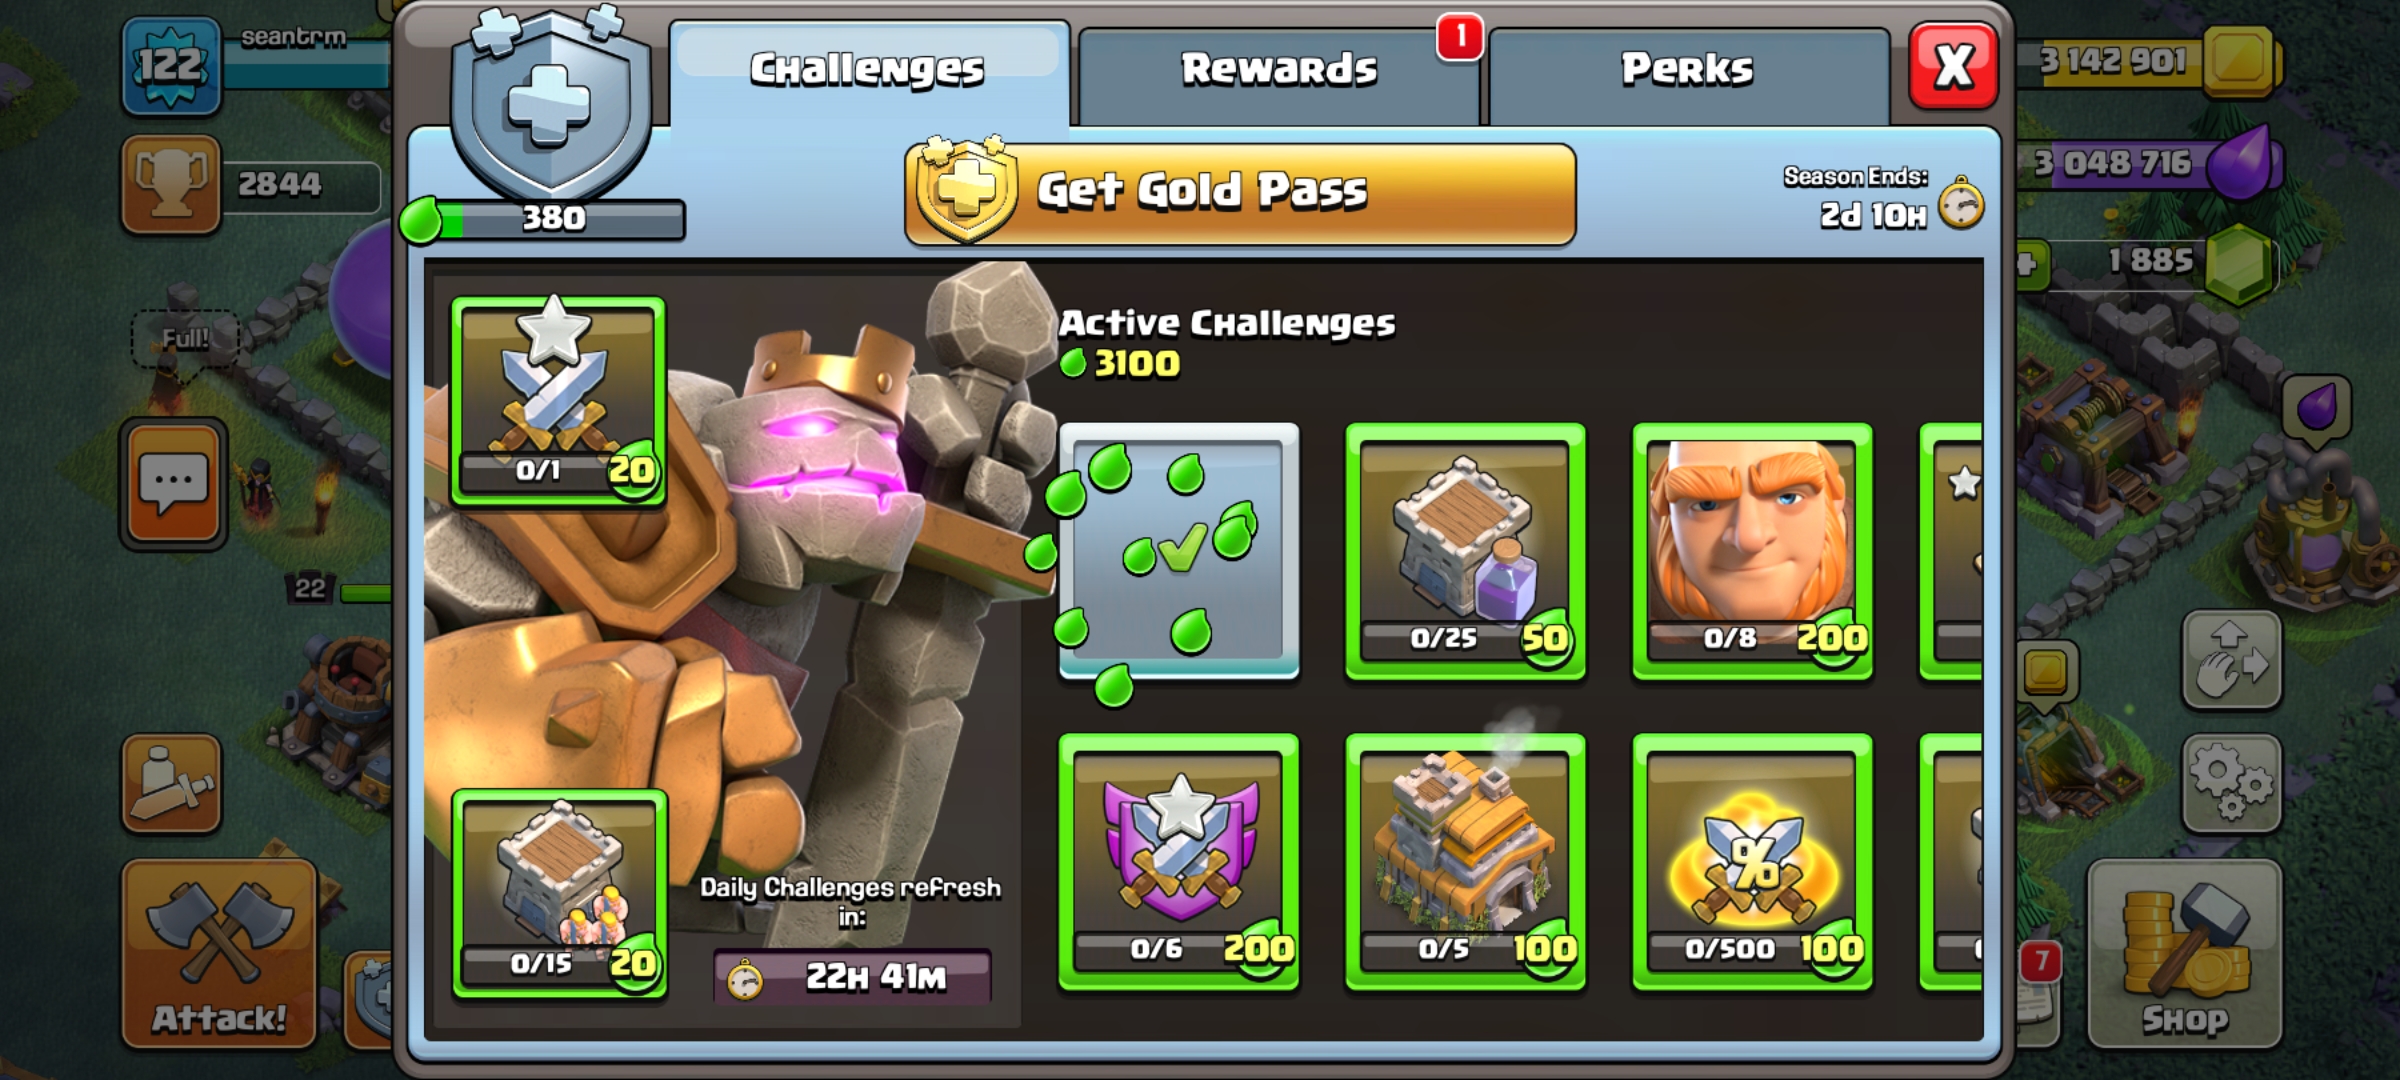 122
seantrm
Challenges
Rewards
1
Perks
X
3 142 901
2844
Get Gold Pass
Season Ends:
2d 10H
3 048 716
380
1 885
Full!
Active Challenges
3100
0/1
20
22
0/25
50
0/8
200
Daily Challenges refresh
in:
0/15
20
22H 41M
0/6
200
0/5
100
%
0/500
100
7
Attack!
Shop